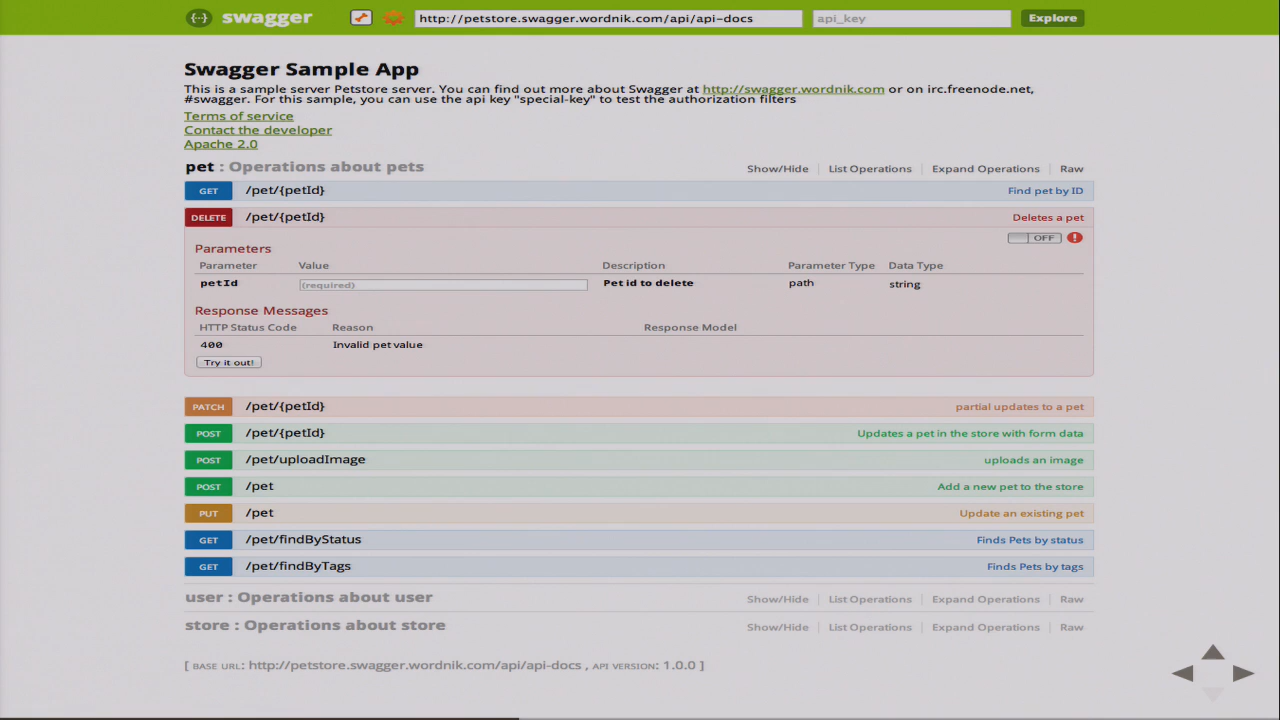 swagger http://petstore.swagger.wordnik.com/api/api-docs api_key Explore
Swagger Sample App
This is a sample server Petstore server. You can find out more about Swagger at http://swagger.wordnik.com or on irc.freenode.net,
#swagger. For this sample, you can use the api key "special-key" to test the authorization filters
Terms of service
Contact the developer
Apache 2.0
pet : Operations about pets Show/Hide List Operations Expand Operations Raw
GET /pet/{petId} Find pet by ID
DELETE /pet/{petId} Deletes a pet
OFF !
Parameters
Parameter Value Description Parameter Type Data Type
petId (required) Pet id to delete path string
Response Messages
HTTP Status Code Reason Response Model
400 Invalid pet value
Try it out!
PATCH /pet/{petId} partial updates to a pet
POST /pet/{petId} Updates a pet in the store with form data
POST /pet/uploadImage uploads an image
POST /pet Add a new pet to the store
PUT /pet Update an existing pet
GET /pet/findByStatus Finds Pets by status
GET /pet/findByTags Finds Pets by tags
user : Operations about user Show/Hide List Operations Expand Operations Raw
store : Operations about store Show/Hide List Operations Expand Operations Raw
[ BASE URL: http://petstore.swagger.wordnik.com/api/api-docs , API VERSION: 1.0.0 ]